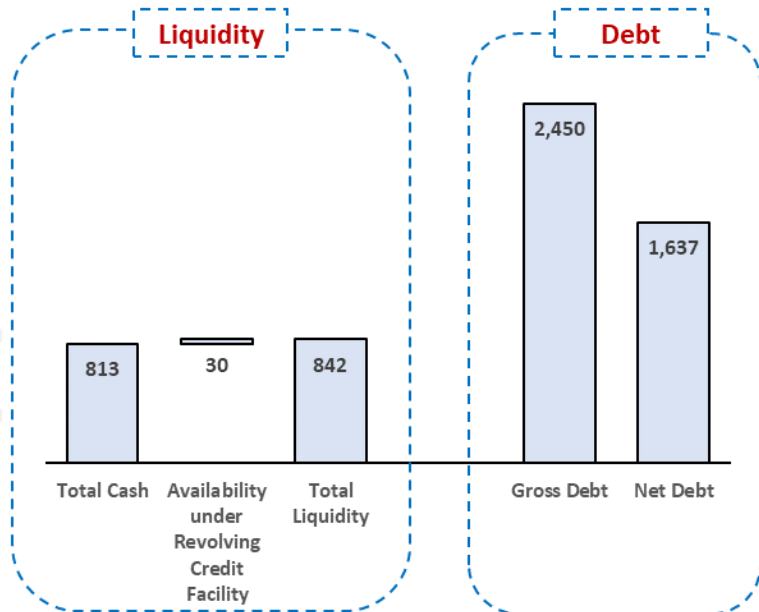 Liquidity
Debt
2,450
1,637
813
30
842
Total Cash
Availability
under
Revolving
Credit
Facility
Total
Liquidity
Gross Debt
Net Debt